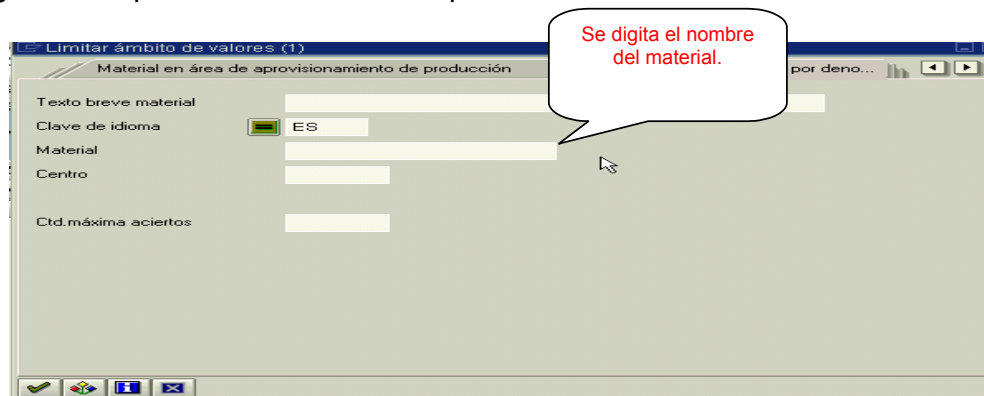 Limitar ámbito de valores (1)
Se digita el nombre
del material.
Material en área de aprovisionamiento de producción
por deno...
Texto breve material
Clave de idioma ES
Material
Centro
Ctd.máxima aciertos